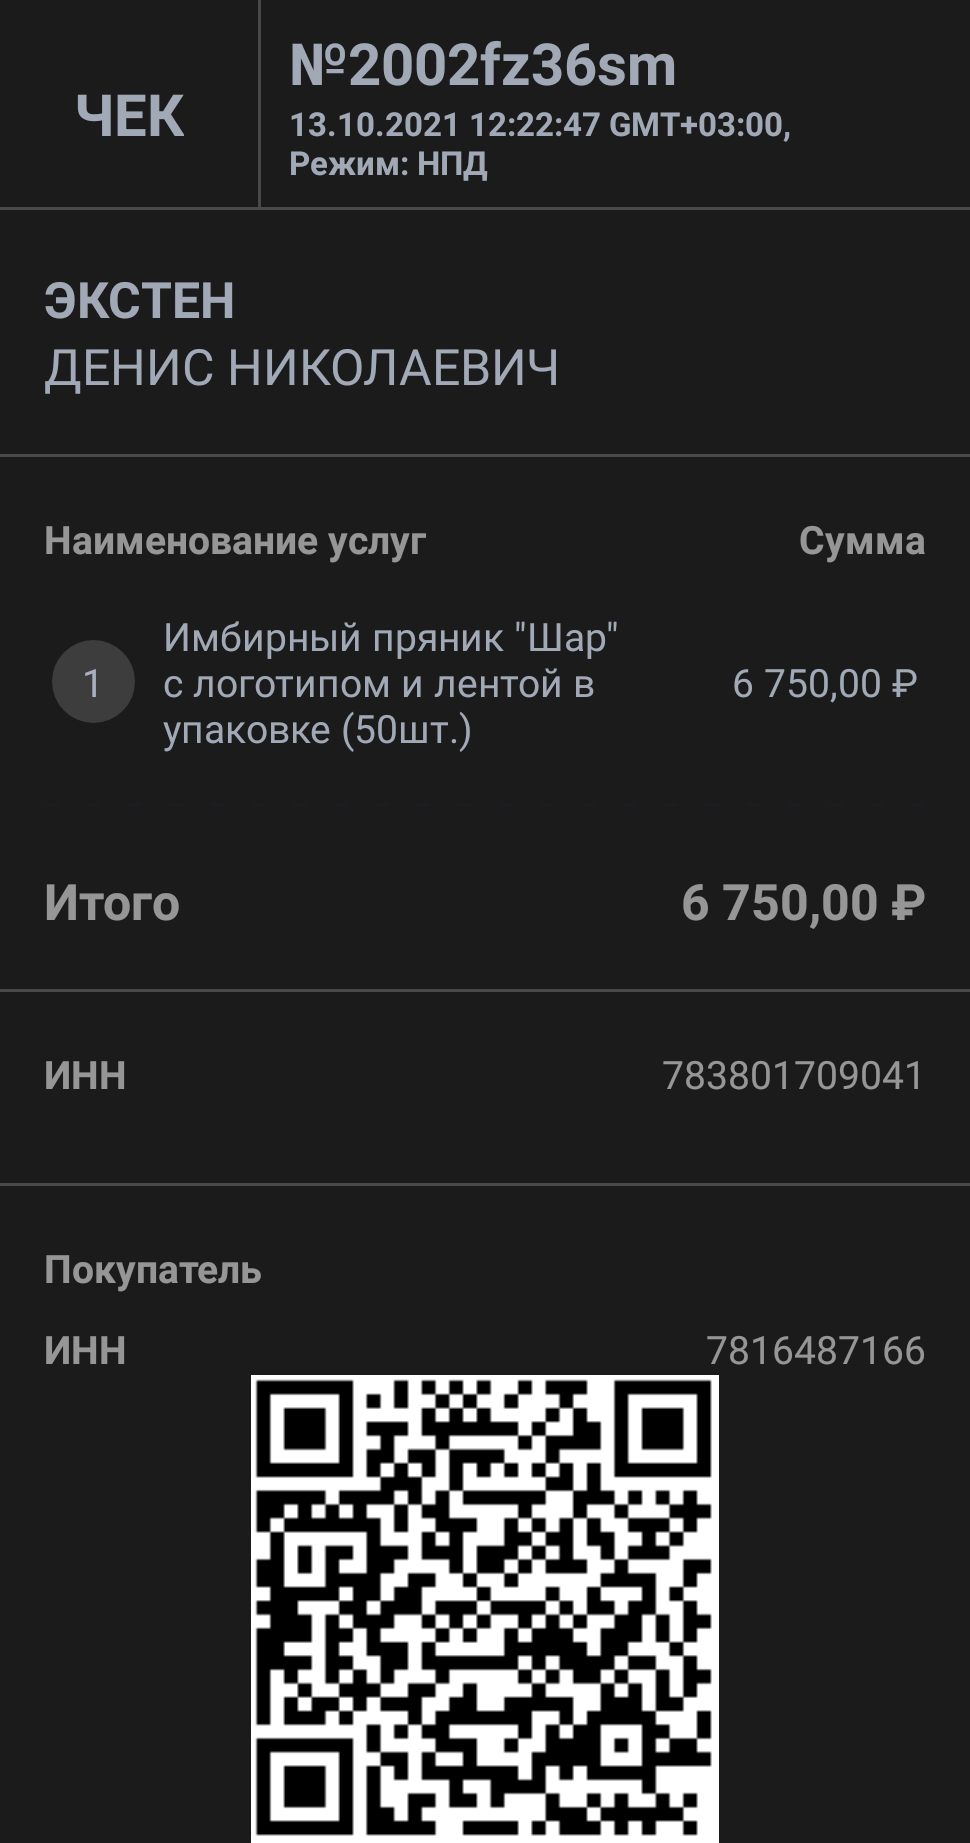 ЧЕК
№2002fz36sm
13.10.2021 12:22:47 GMT+03:00,
Режим: НПД
ЭКСТЕН
ДЕНИС НИКОЛАЕВИЧ
Наименование услуг Сумма
1 Имбирный пряник "Шар"
с логотипом и лентой в 6 750,00 ₽
упаковке (50шт.)
Итого 6 750,00 ₽
ИНН 783801709041
Покупатель
ИНН 7816487166